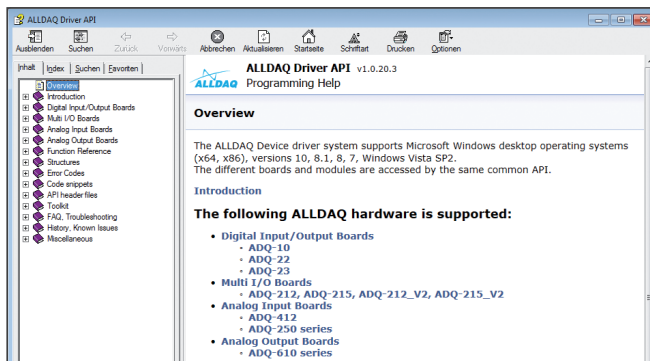 ALLDAQ Driver API
Ausblenden Suchen Zurück Vorwärts Abbrechen Aktualisieren Startseite Schriftart Drucken Optionen
Inhalt Index Suchen Favoriten
Overview
Introduction
Digital Input/Output Boards
Multi I/O Boards
Analog Input Boards
Analog Output Boards
Function Reference
Structures
Error Codes
Code snippets
API header files
Toolkit
FAQ, Troubleshooting
History, Known Issues
Miscellaneous
ALLDAQ
ALLDAQ Driver API v1.0.20.3
Programming Help
Overview
The ALLDAQ Device driver system supports Microsoft Windows desktop operating systems
(x64, x86), versions 10, 8.1, 8, 7, Windows Vista SP2.
The different boards and modules are accessed by the same common API.
Introduction
The following ALLDAQ hardware is supported:
• Digital Input/Output Boards
◦ ADQ-10
◦ ADQ-22
◦ ADQ-23
• Multi I/O Boards
◦ ADQ-212, ADQ-215, ADQ-212_V2, ADQ-215_V2
• Analog Input Boards
◦ ADQ-412
◦ ADQ-250 series
• Analog Output Boards
◦ ADQ-610 series